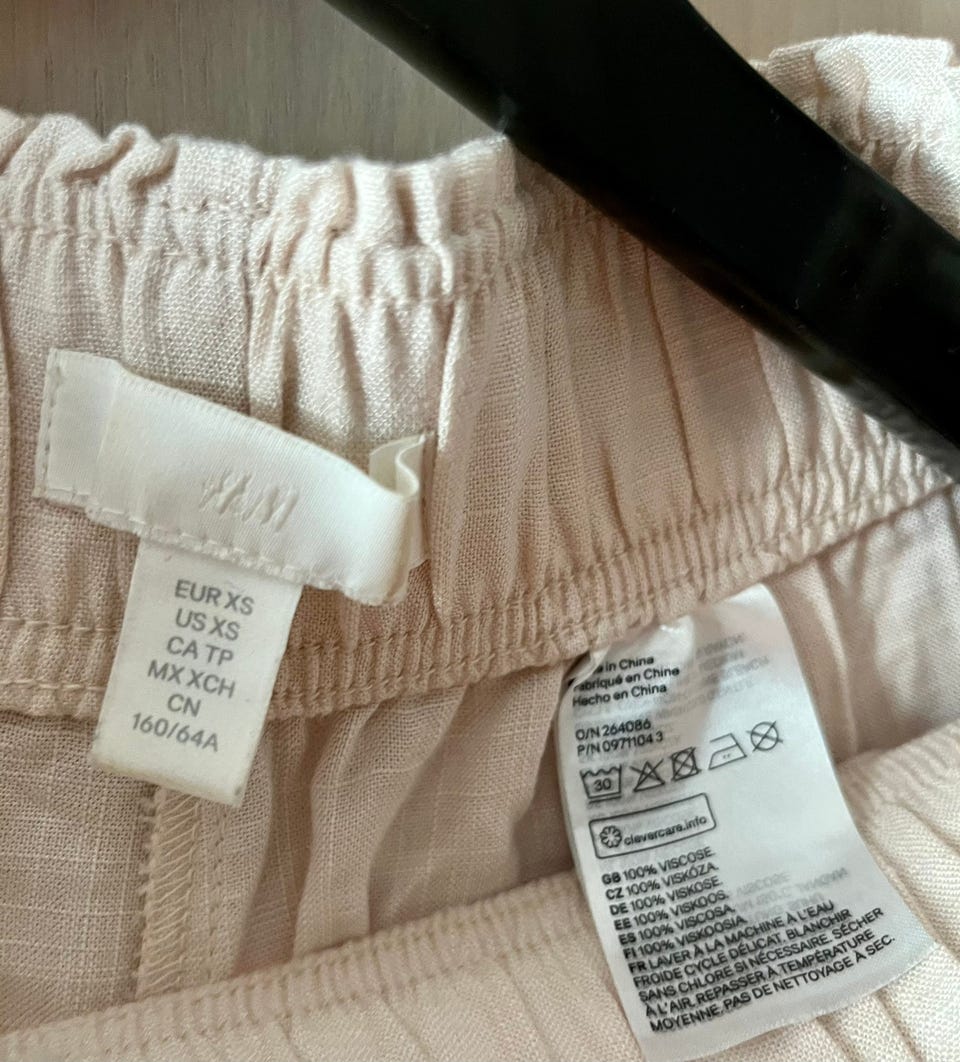 H&M
EUR XS
US XS
CA TP
MX XCH
CN
160/64A
in China
abriqué en Chine
Hecho en China
O/N 264086
P/N 0971104 3
30
clevercare.info
GB 100% VISCOSE.
CZ 100% VISKÓZA.
DE 100% VISKOSE.
EE 100% VISKOOS.
ES 100% VISCOSA.
FI 100% VISKOOSIA.
FR LAVER À LA MACHINE À L'EAU
FROIDE CYCLE DÉLICAT. BLANCHIR
SANS CHLORE SI NÉCESSAIRE. SÉCHER
À L'AIR. REPASSER À TEMPÉRATURE
MOYENNE. PAS DE NETTOYAGE À SEC.